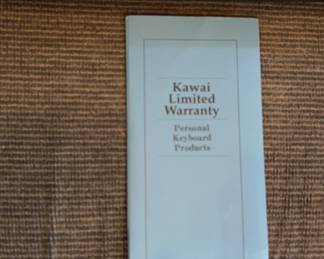 Kawai
Limited
Warranty
Personal
Keyboard
Products